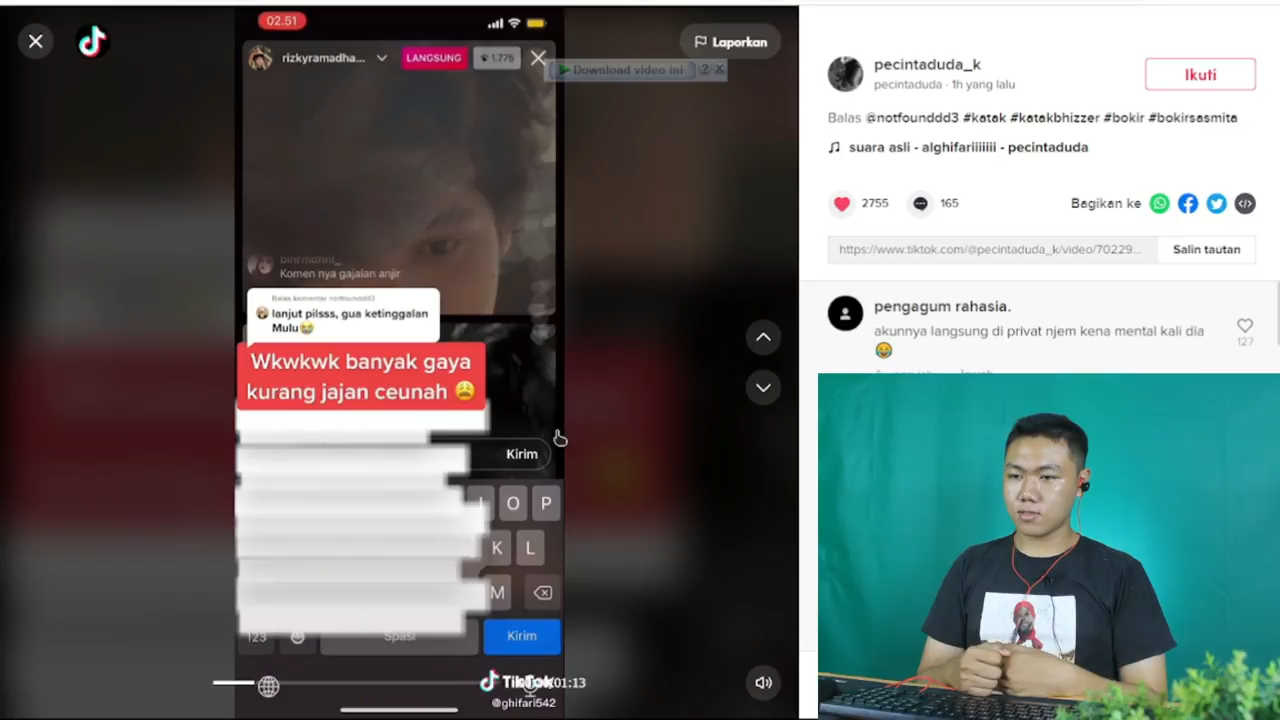 02.51
rizkyramadha...
LANGSUNG
1.775
Laporkan
Download video ini
?
Komen nya gajalan anjir
Balas komentar notfounddd3
lanjut pilsss, gua ketinggalan
Mulu😭
Wkwkwk banyak gaya
kurang jajan ceunah 😩
Kirim
O P
K L
M
123
Spasi
Kirim
TikTok
01:13
@ghifari542
pecintaduda_k
pecintaduda · 1h yang lalu
Ikuti
Balas @notfounddd3 #katak #katakbhizzer #bokir #bokirsasmita
suara asli - alghifariiiiiii - pecintaduda
2755
165
Bagikan ke
https://www.tiktok.com/@pecintaduda_k/video/70229...
Salin tautan
pengagum rahasia.
akunnya langsung di privat njem kena mental kali dia
😂
127